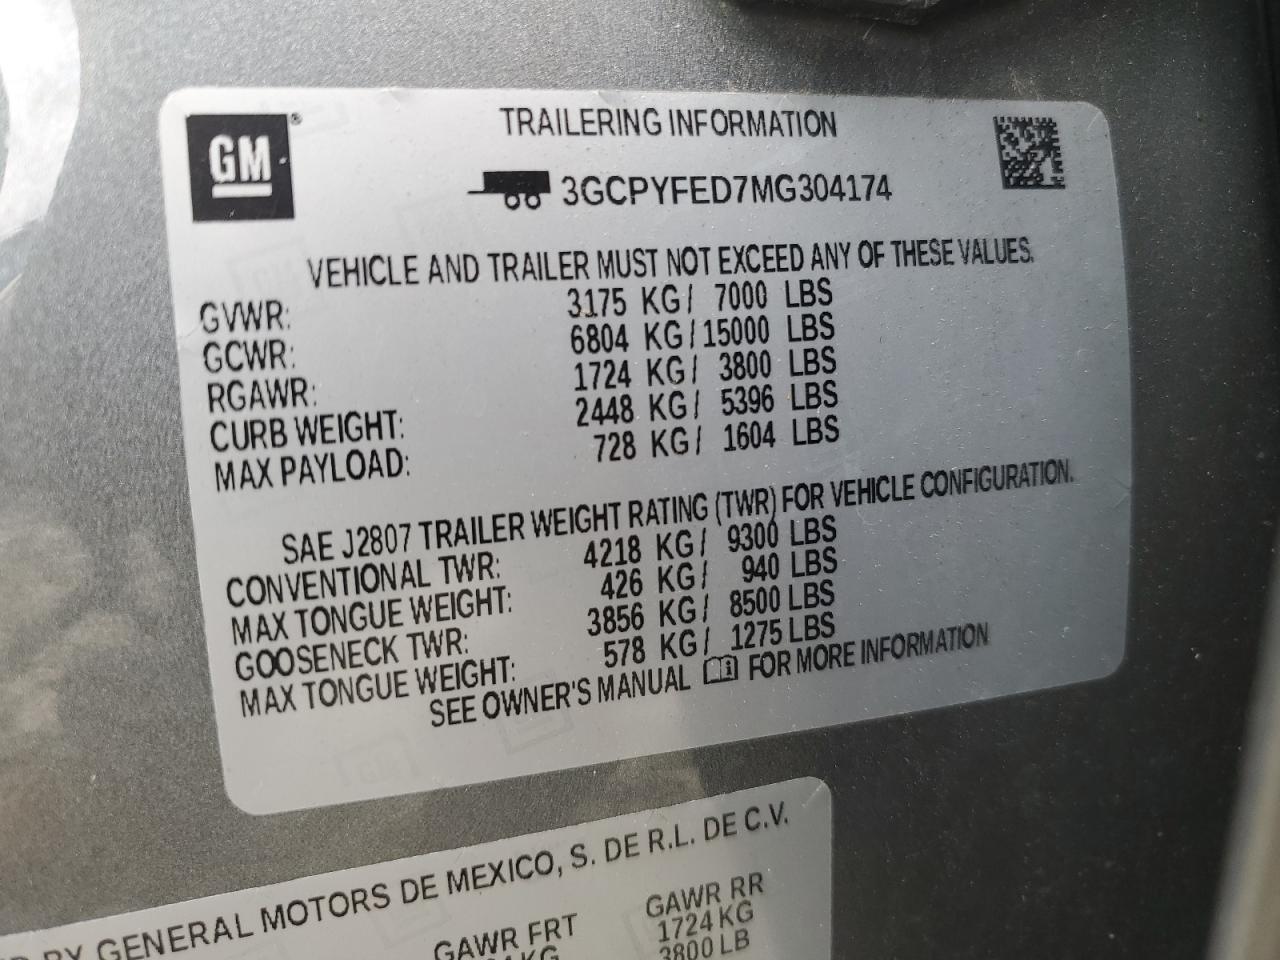 GM®
TRAILERING INFORMATION
3GCPYFED7MG304174
VEHICLE AND TRAILER MUST NOT EXCEED ANY OF THESE VALUES.
GVWR: 3175 KG/ 7000 LBS
GCWR: 6804 KG/15000 LBS
RGAWR: 1724 KG/ 3800 LBS
CURB WEIGHT: 2448 KG/ 5396 LBS
MAX PAYLOAD: 728 KG/ 1604 LBS
SAE J2807 TRAILER WEIGHT RATING (TWR) FOR VEHICLE CONFIGURATION.
CONVENTIONAL TWR: 4218 KG/ 9300 LBS
MAX TONGUE WEIGHT: 426 KG/ 940 LBS
GOOSENECK TWR: 3856 KG/ 8500 LBS
MAX TONGUE WEIGHT: 578 KG/ 1275 LBS
SEE OWNER'S MANUAL FOR MORE INFORMATION
BY GENERAL MOTORS DE MEXICO, S. DE R.L. DE C.V.
GAWR FRT GAWR RR
KG 1724 KG
3800 LB